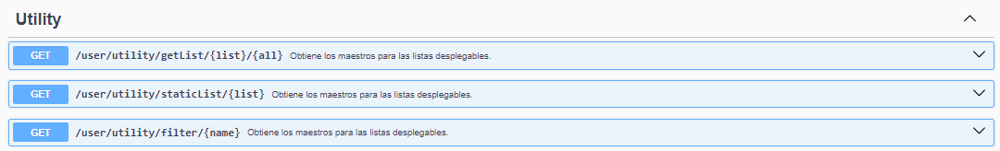 Utility
GET /user/utility/getList/{list}/{all} Obtiene los maestros para las listas desplegables.
GET /user/utility/staticList/{list} Obtiene los maestros para las listas desplegables.
GET /user/utility/filter/{name} Obtiene los maestros para las listas desplegables.